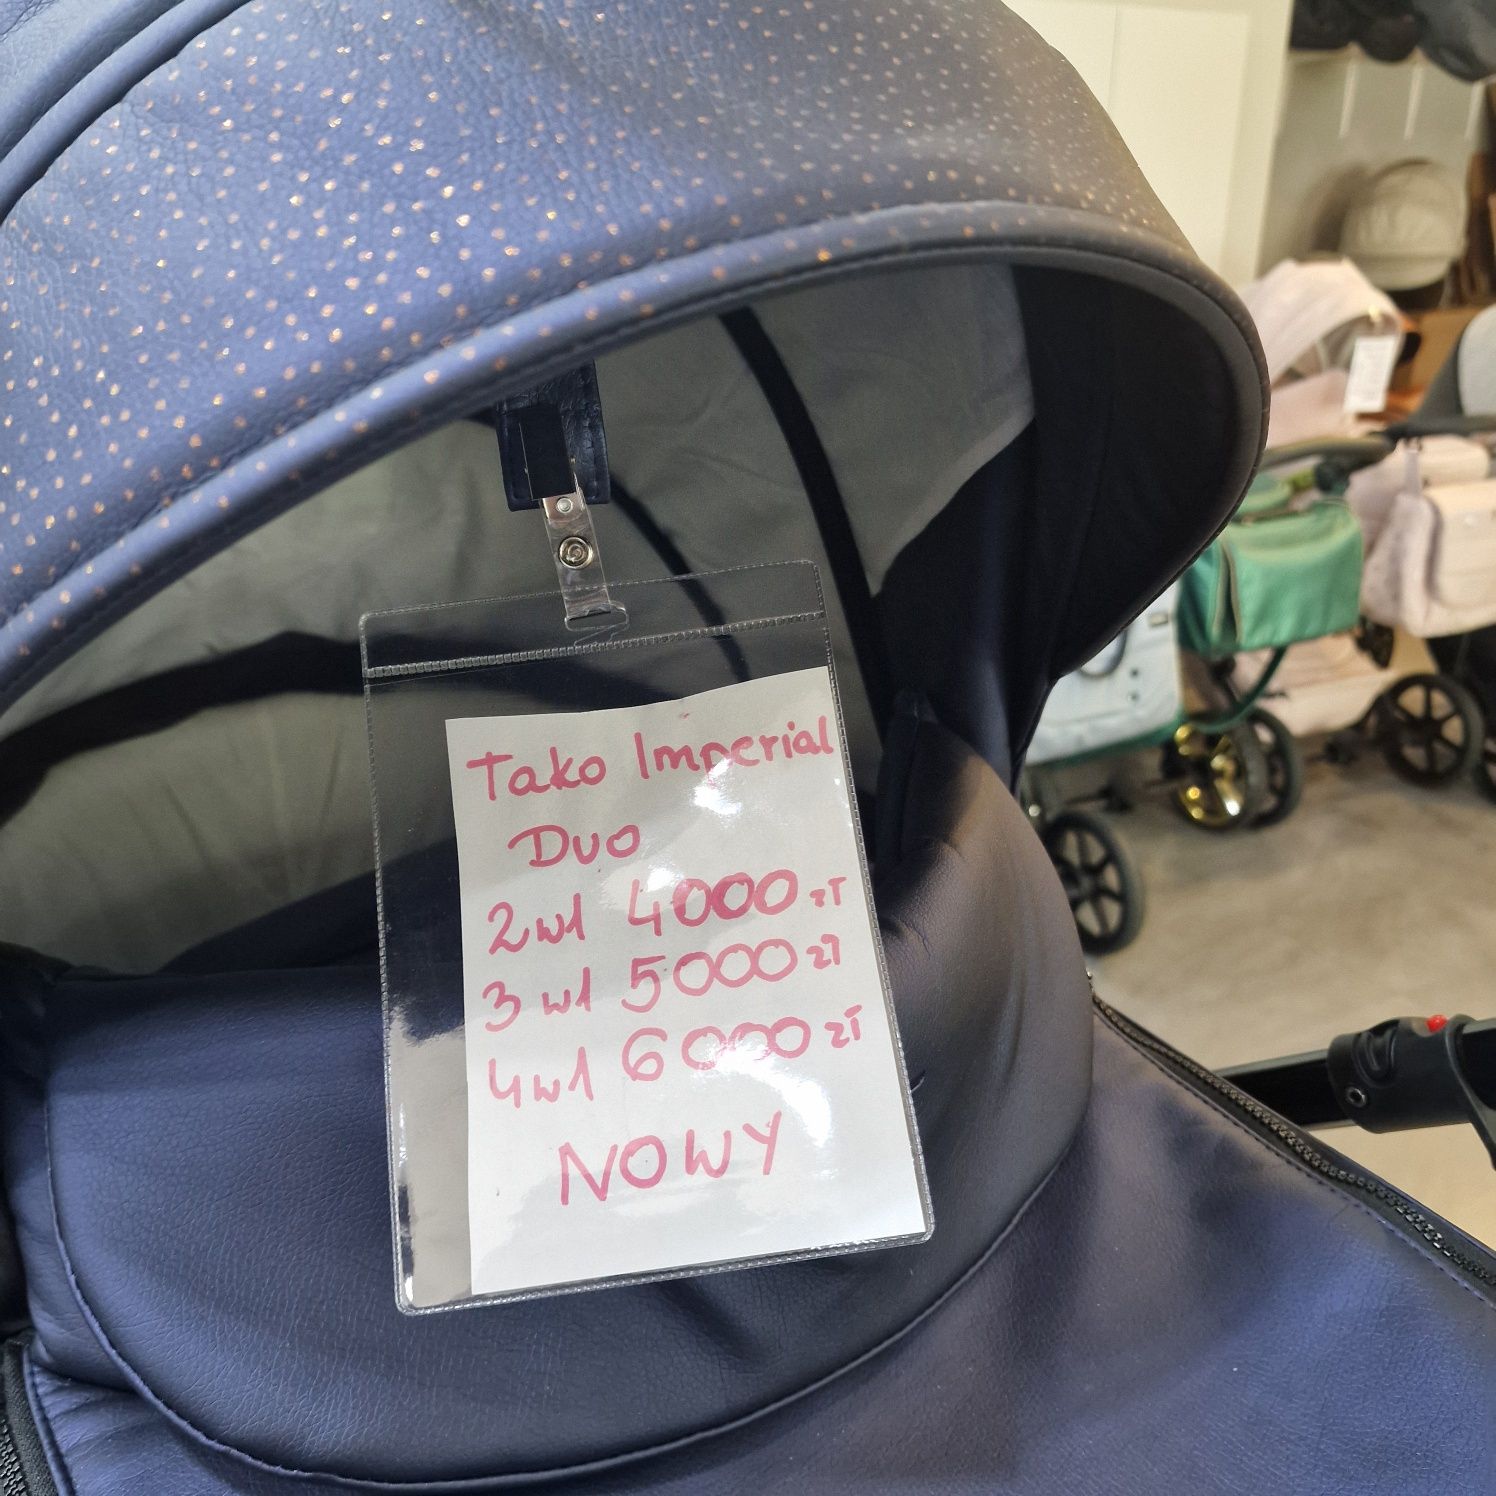 Tako Imperial
Duo
2w1 4000 zł
3w1 5000 zł
4w1 6000 zł
NOWY